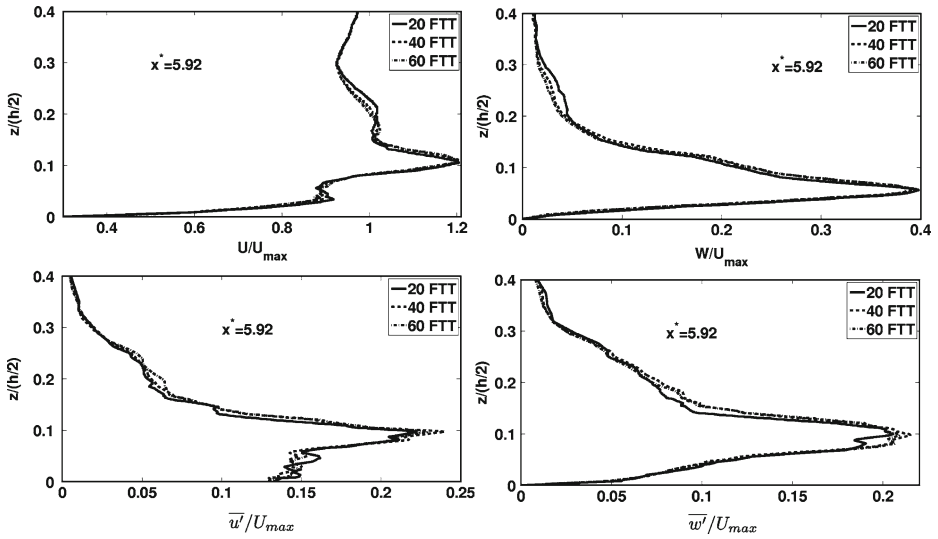 0.4
0.3
0.2
0.1
0
z/(h/2)
x*=5.92
20 FTT
40 FTT
60 FTT
0.4 0.6 0.8 1 1.2
U/Umax
0.4
0.3
0.2
0.1
0
z/(h/2)
x*=5.92
20 FTT
40 FTT
60 FTT
0 0.1 0.2 0.3 0.4
W/Umax
0.4
0.3
0.2
0.1
0
z/(h/2)
x*=5.92
20 FTT
40 FTT
60 FTT
0 0.05 0.1 0.15 0.2 0.25
u̅'/Umax
0.4
0.3
0.2
0.1
0
z/(h/2)
x*=5.92
20 FTT
40 FTT
60 FTT
0 0.05 0.1 0.15 0.2
w̅'/Umax